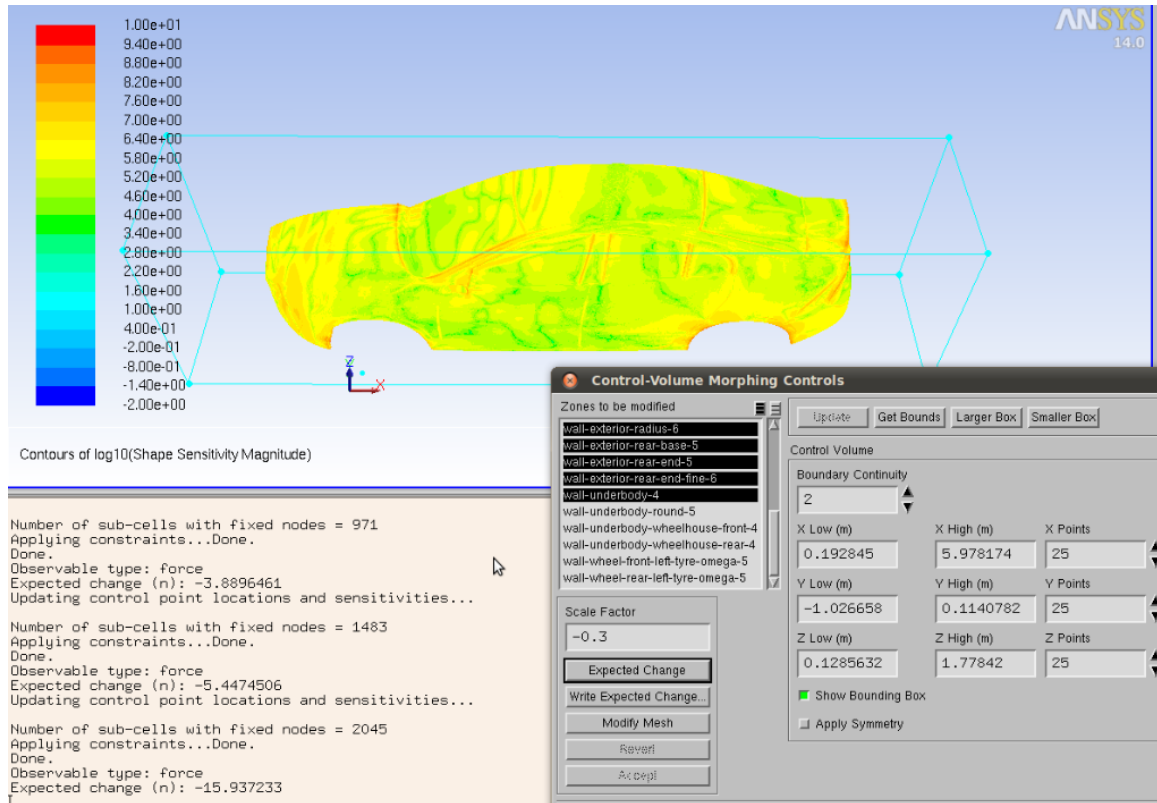 ANSYS
14.0
1.00e+01
9.40e+00
8.80e+00
8.20e+00
7.60e+00
7.00e+00
6.40e+00
5.80e+00
5.20e+00
4.60e+00
4.00e+00
3.40e+00
2.80e+00
2.20e+00
1.60e+00
1.00e+00
4.00e-01
-2.00e-01
-8.00e-01
-1.40e+00
-2.00e+00
Z
X
Contours of log10(Shape Sensitivity Magnitude)
Number of sub-cells with fixed nodes = 971
Applying constraints...Done.
Done.
Observable type: force
Expected change (n): -3.8896461
Updating control point locations and sensitivities...
Number of sub-cells with fixed nodes = 1483
Applying constraints...Done.
Done.
Observable type: force
Expected change (n): -5.4474506
Updating control point locations and sensitivities...
Number of sub-cells with fixed nodes = 2045
Applying constraints...Done.
Done.
Observable type: force
Expected change (n): -15.937233
Control-Volume Morphing Controls
Zones to be modified
wall-exterior-radius-6
wall-exterior-rear-base-5
wall-exterior-rear-end-5
wall-exterior-rear-end-fine-6
wall-underbody-4
wall-underbody-round-5
wall-underbody-wheelhouse-front-4
wall-underbody-wheelhouse-rear-4
wall-wheel-front-left-tyre-omega-5
wall-wheel-rear-left-tyre-omega-5
Scale Factor
-0.3
Expected Change
Write Expected Change...
Modify Mesh
Revert
Accept
Update
Get Bounds
Larger Box
Smaller Box
Control Volume
Boundary Continuity
2
X Low (m)
X High (m)
X Points
0.192845
5.978174
25
Y Low (m)
Y High (m)
Y Points
-1.026658
0.1140782
25
Z Low (m)
Z High (m)
Z Points
0.1285632
1.77842
25
Show Bounding Box
Apply Symmetry